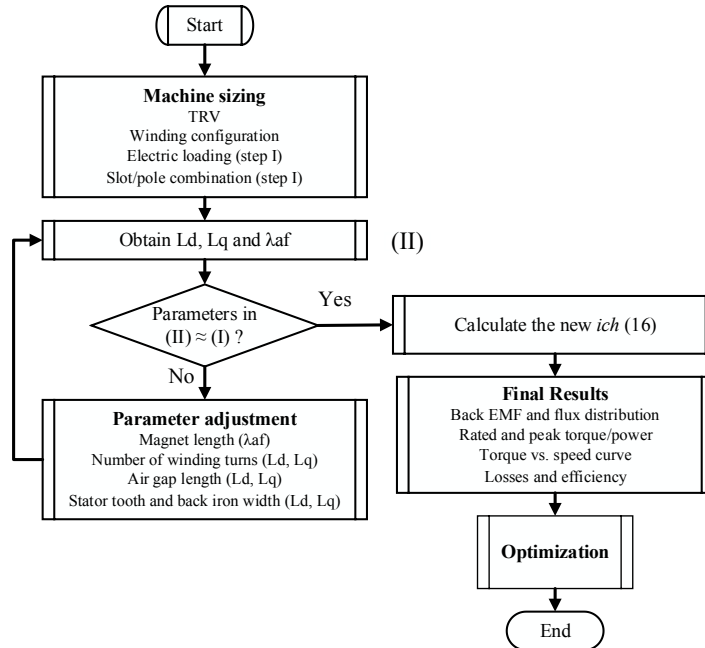 Start
Machine sizing
TRV
Winding configuration
Electric loading (step I)
Slot/pole combination (step I)
Obtain Ld, Lq and λaf
(II)
Parameters in
(II) ≈ (I) ?
Yes
No
Parameter adjustment
Magnet length (λaf)
Number of winding turns (Ld, Lq)
Air gap length (Ld, Lq)
Stator tooth and back iron width (Ld, Lq)
Calculate the new ich (16)
Final Results
Back EMF and flux distribution
Rated and peak torque/power
Torque vs. speed curve
Losses and efficiency
Optimization
End